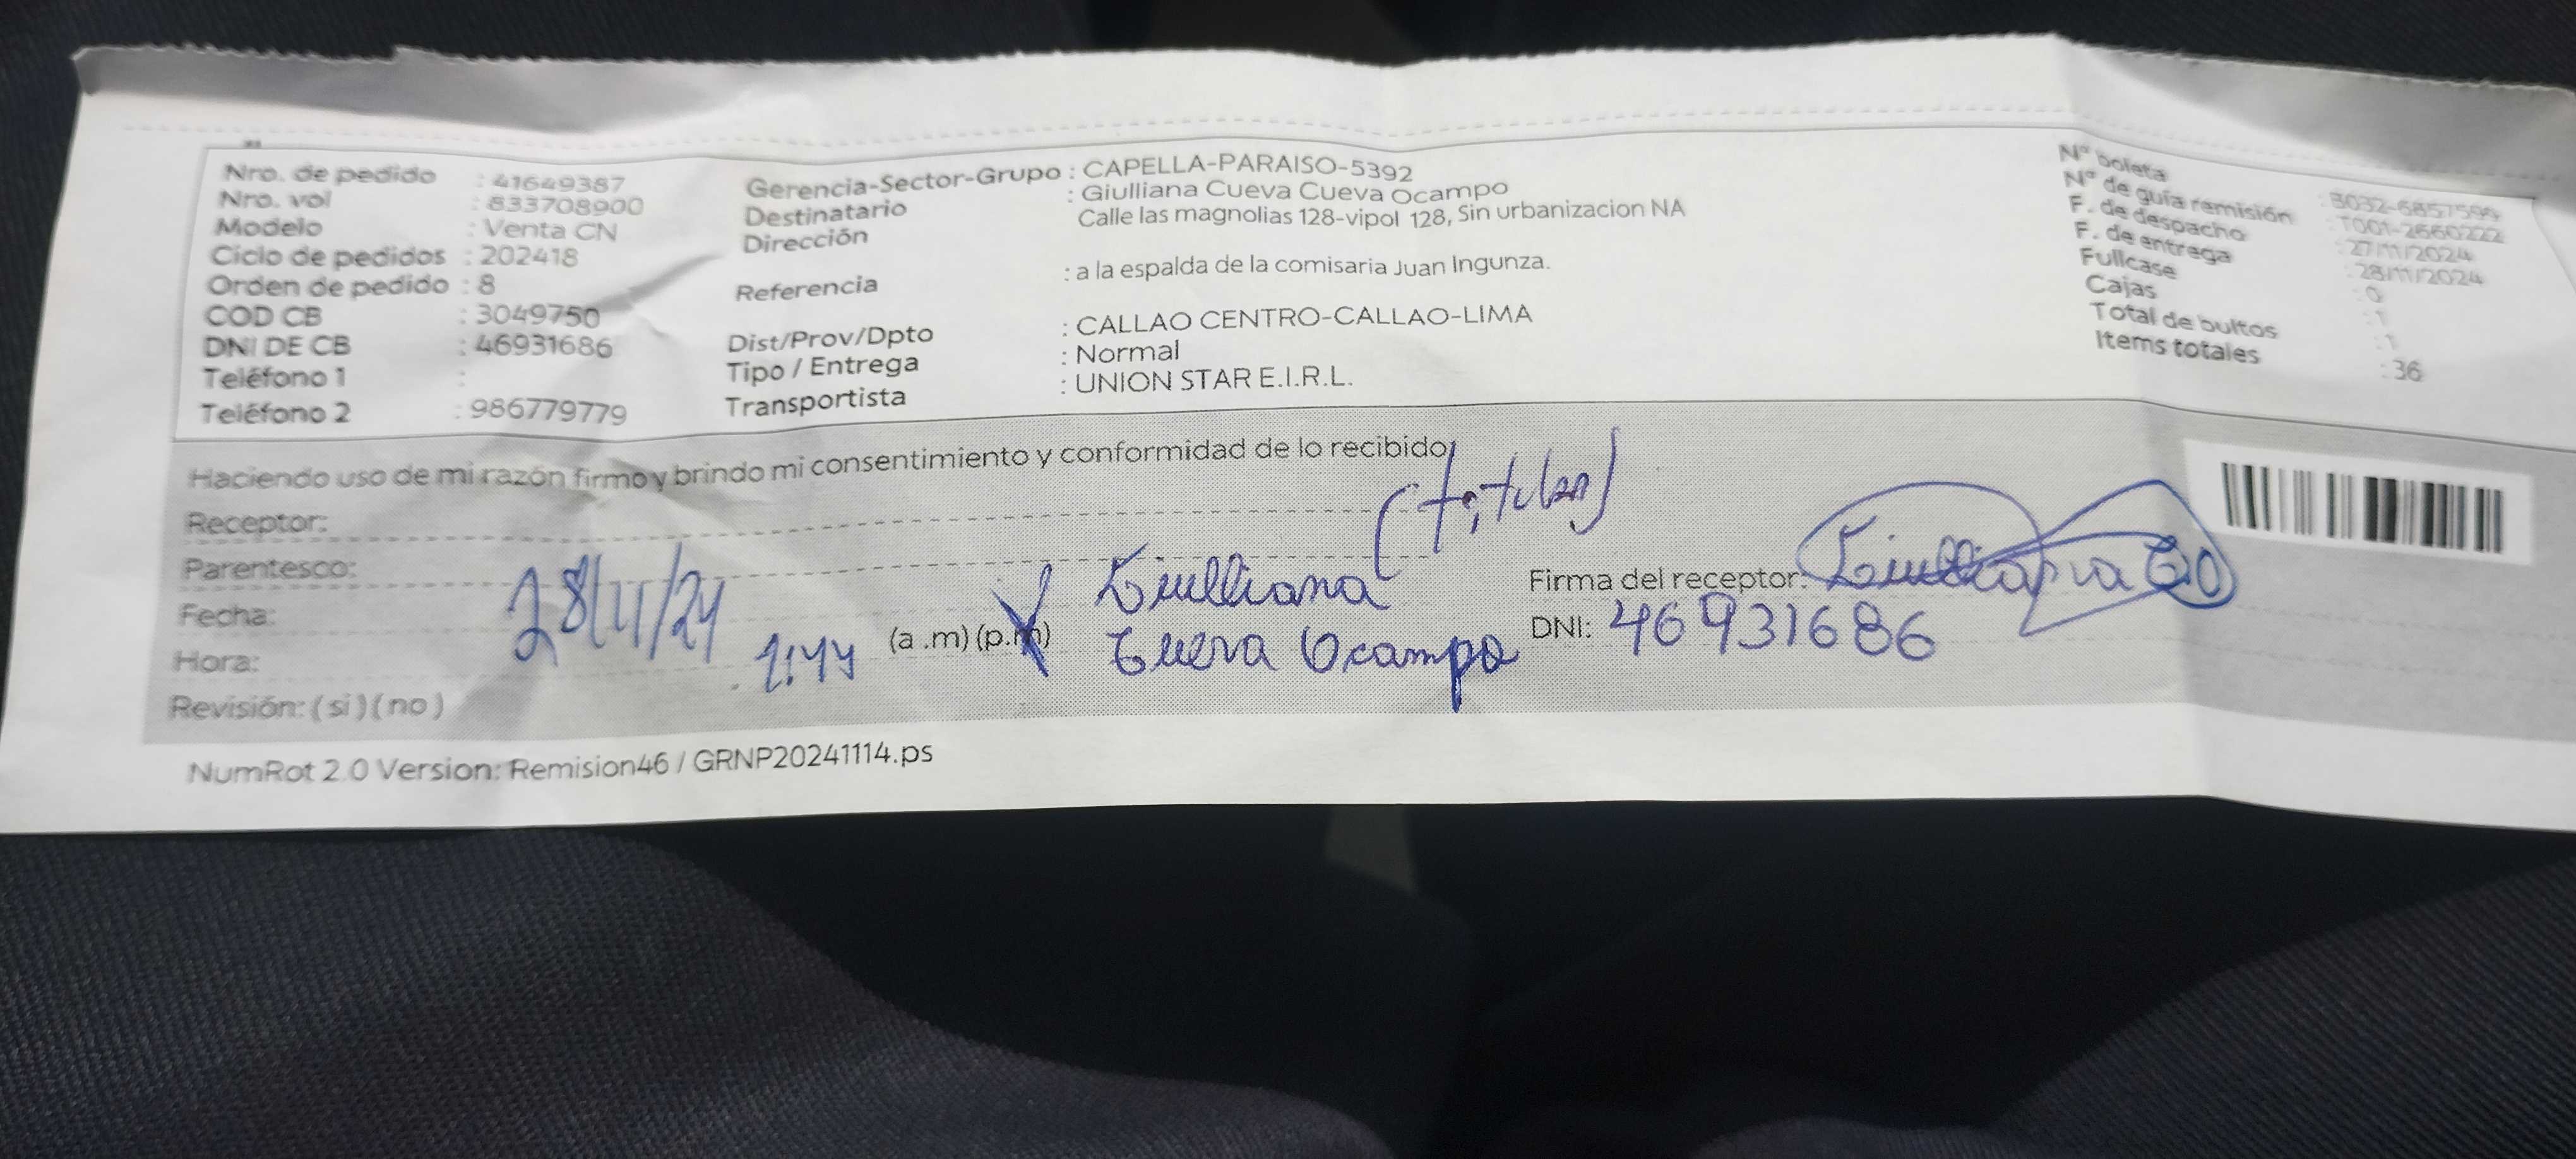 Nro. de pedido : 41649387
Nro. vol : 833708900
Modelo : Venta CN
Ciclo de pedidos : 202418
Orden de pedido : 8
COD CB : 3049750
DNI DE CB : 46931686
Teléfono 1 :
Teléfono 2 : 986779779
Gerencia-Sector-Grupo : CAPELLA-PARAISO-5392
Destinatario : Giulliana Cueva Cueva Ocampo
Dirección Calle las magnolias 128-vipol 128, Sin urbanizacion NA
Referencia : a la espalda de la comisaria Juan Ingunza.
Dist/Prov/Dpto : CALLAO CENTRO-CALLAO-LIMA
Tipo / Entrega : Normal
Transportista : UNION STAR E.I.R.L.
N° boleta : B032-6857599
N° de guía remisión : T001-2660222
F. de despacho : 27/11/2024
F. de entrega : 28/11/2024
Fullcase : 0
Cajas : 1
Total de bultos : 1
Items totales : 36
Haciendo uso de mi razón firmo y brindo mi consentimiento y conformidad de lo recibido
Receptor: (titular)
Parentesco: Giulliana
Fecha: 28/11/24 Cueva Ocampo
Hora: 1:44 (a .m) (p.m)
Revisión: ( si ) ( no )
Firma del receptor: Giulliana CO
DNI: 46931686
NumRot 2.0 Version: Remision46 / GRNP20241114.ps